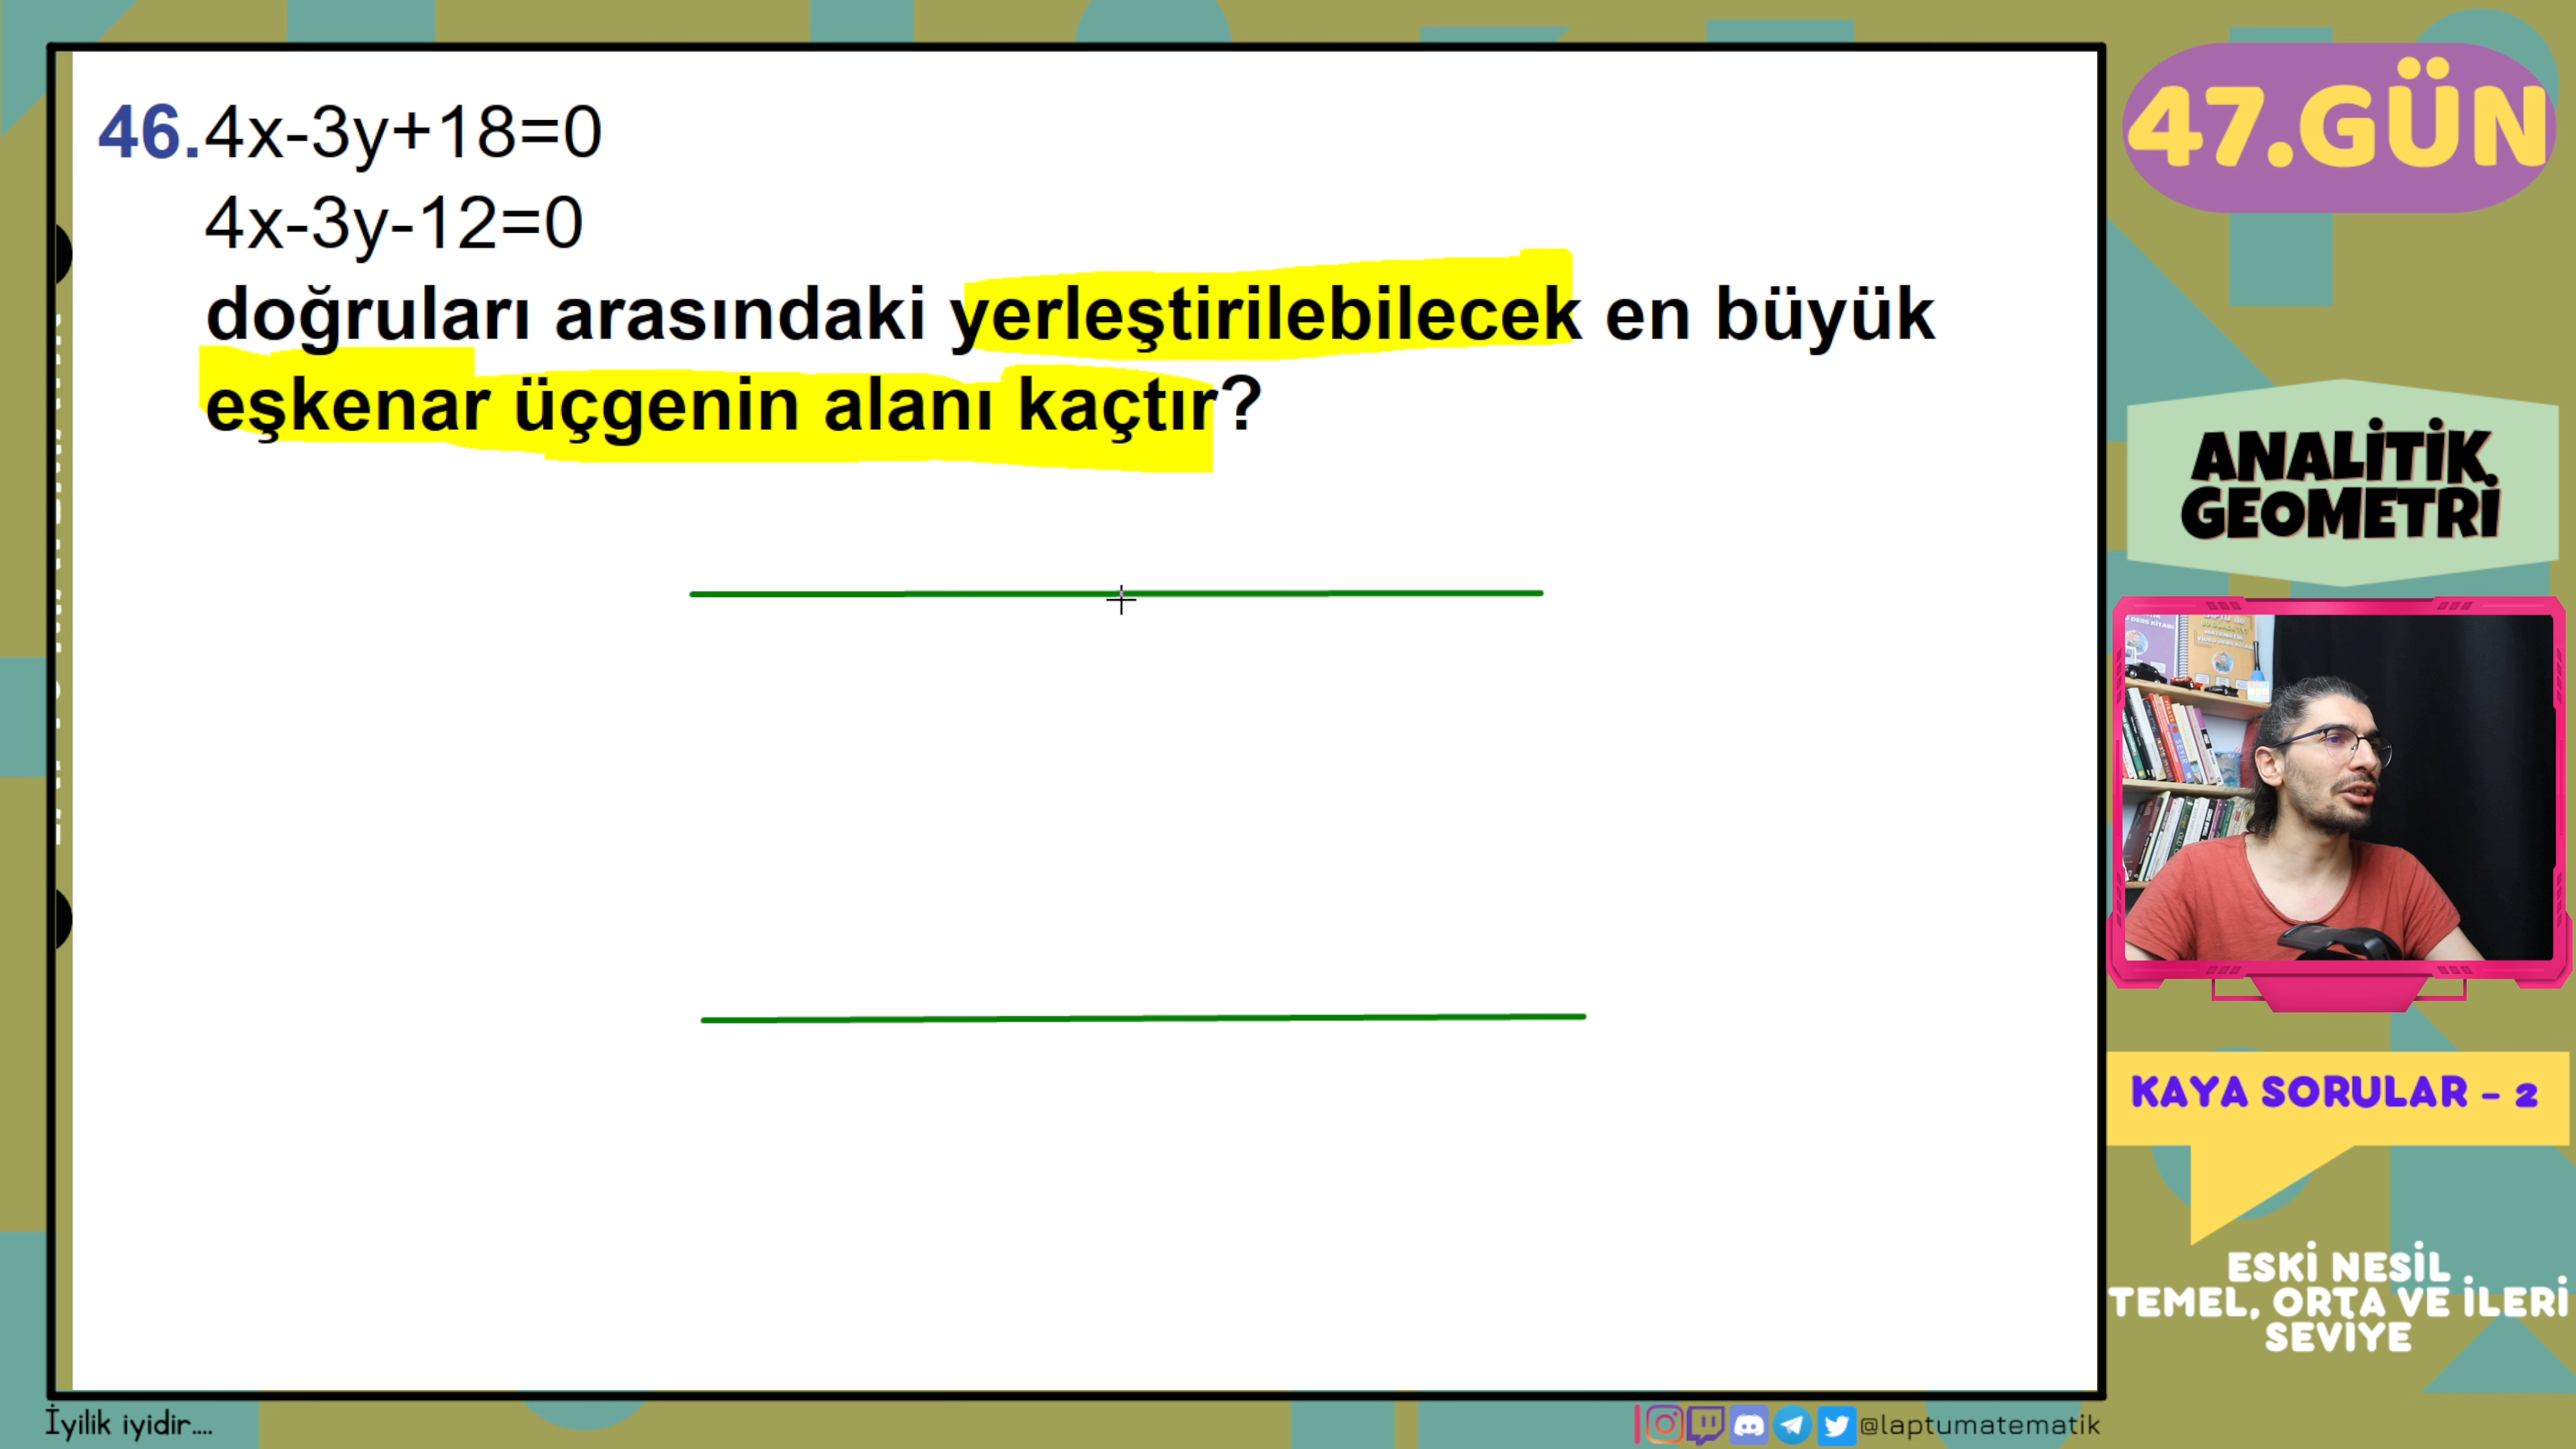 46. 4x-3y+18=0
4x-3y-12=0
doğruları arasındaki yerleştirilebilecek en büyük
eşkenar üçgenin alanı kaçtır?
47.GÜN
ANALİTİK
GEOMETRİ
KAYA SORULAR - 2
ESKİ NESİL
TEMEL, ORTA VE İLERİ
SEVİYE
İyilik iyidir....
@laptumatematik